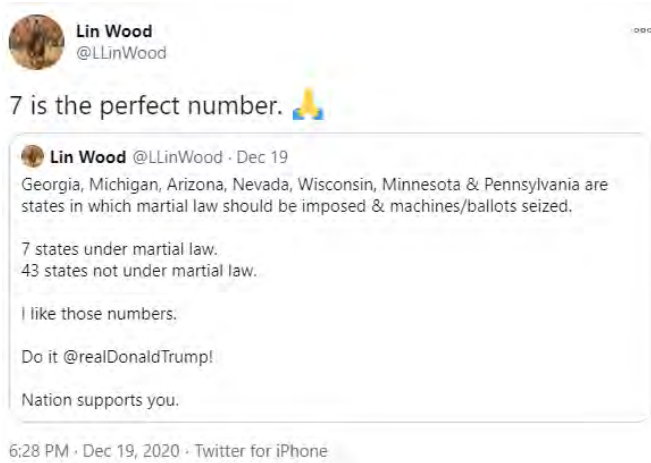 Lin Wood
@LLinWood
7 is the perfect number. 🙏
Lin Wood @LLinWood · Dec 19
Georgia, Michigan, Arizona, Nevada, Wisconsin, Minnesota & Pennsylvania are
states in which martial law should be imposed & machines/ballots seized.
7 states under martial law.
43 states not under martial law.
I like those numbers.
Do it @realDonaldTrump!
Nation supports you.
6:28 PM · Dec 19, 2020 · Twitter for iPhone